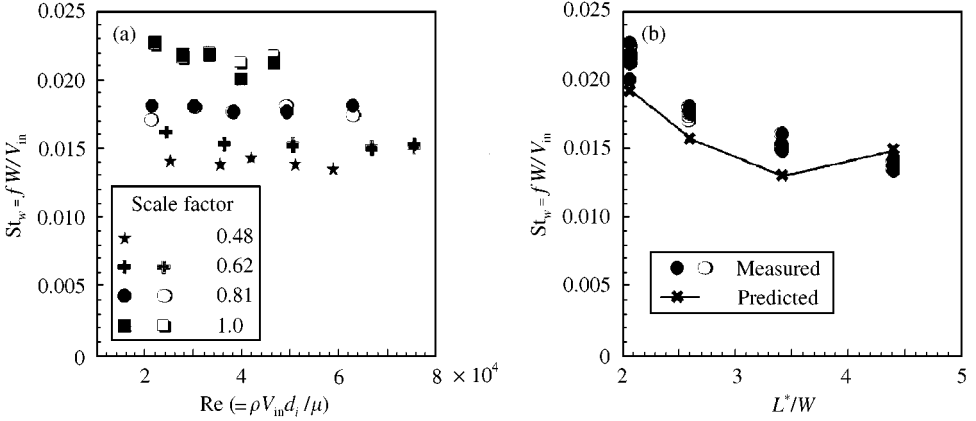 (a)
0.025
0.020
0.015
0.010
0.005
0
St_w = f W/V_in
Scale factor
0.48
0.62
0.81
1.0
2
4
6
8
× 10^4
Re (= ρV_in d_i /μ)
(b)
0.025
0.020
0.015
0.010
0.005
0
St_w = f W/V_in
Measured
Predicted
2
3
4
5
L*/W